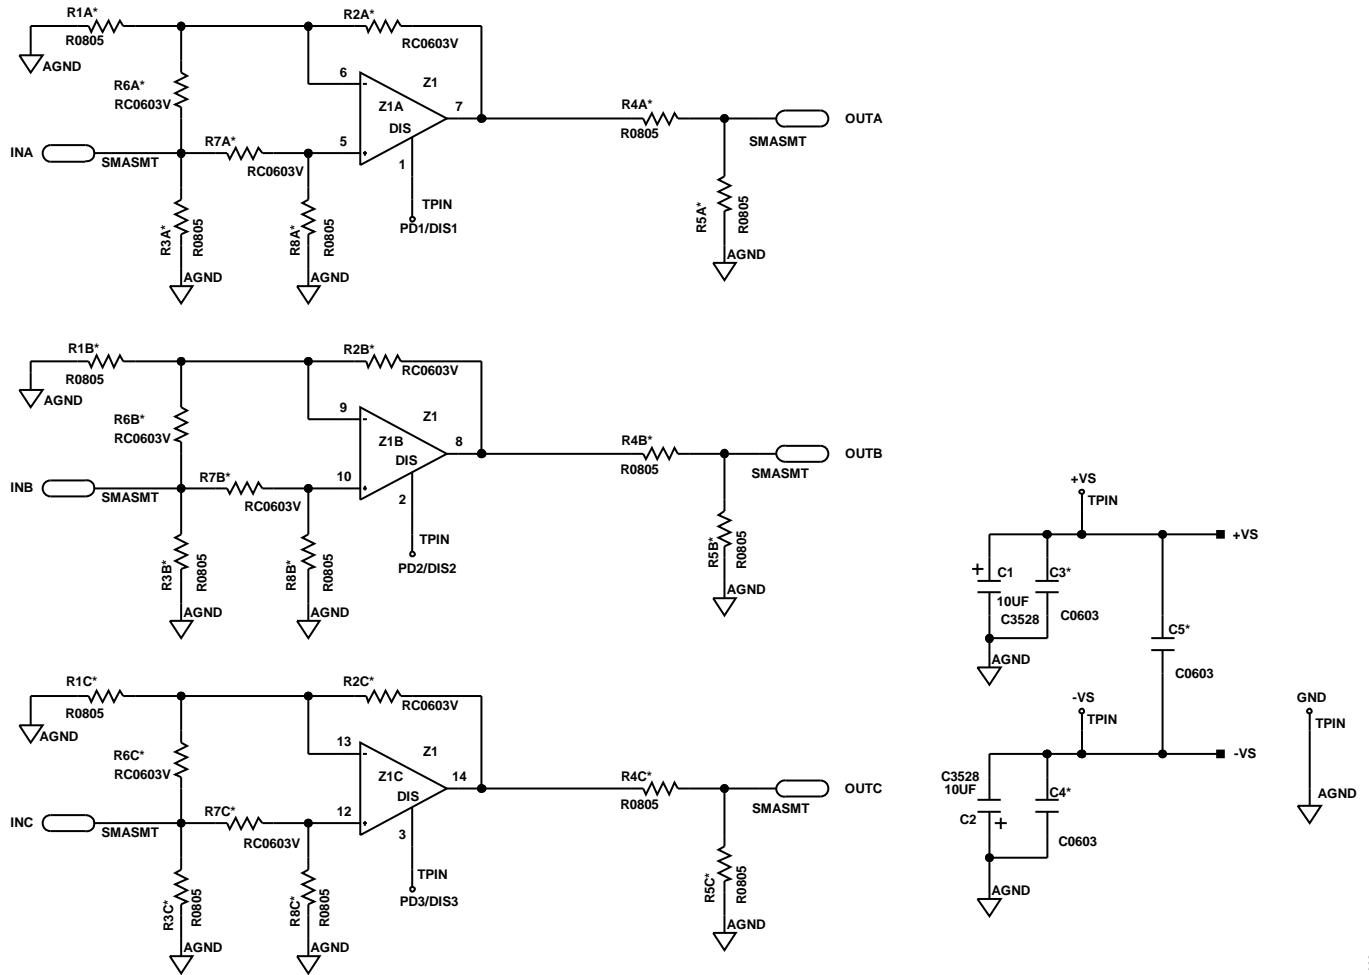 R1A*
R0805
AGND
R2A*
RC0603V
R6A*
RC0603V
6
-
Z1
Z1A
DIS
7
5
+
1
INA
SMASMT
R7A*
RC0603V
TPIN
PD1/DIS1
R3A*
R0805
AGND
R8A*
R0805
AGND
R4A*
R0805
SMASMT
OUTA
R5A*
R0805
AGND
R1B*
R0805
AGND
R2B*
RC0603V
R6B*
RC0603V
9
-
Z1
Z1B
DIS
8
10
+
2
INB
SMASMT
R7B*
RC0603V
TPIN
PD2/DIS2
R3B*
R0805
AGND
R8B*
R0805
AGND
R4B*
R0805
SMASMT
OUTB
R5B*
R0805
AGND
R1C*
R0805
AGND
R2C*
RC0603V
R6C*
RC0603V
13
-
Z1
Z1C
DIS
14
12
+
3
INC
SMASMT
R7C*
RC0603V
TPIN
PD3/DIS3
R3C*
R0805
AGND
R8C*
R0805
AGND
R4C*
R0805
SMASMT
OUTC
R5C*
R0805
AGND
+VS
TPIN
+VS
+
C1
10UF
C3528
C3*
C0603
AGND
C5*
C0603
-VS
TPIN
-VS
C3528
10UF
C2
+
C4*
C0603
AGND
GND
TPIN
AGND